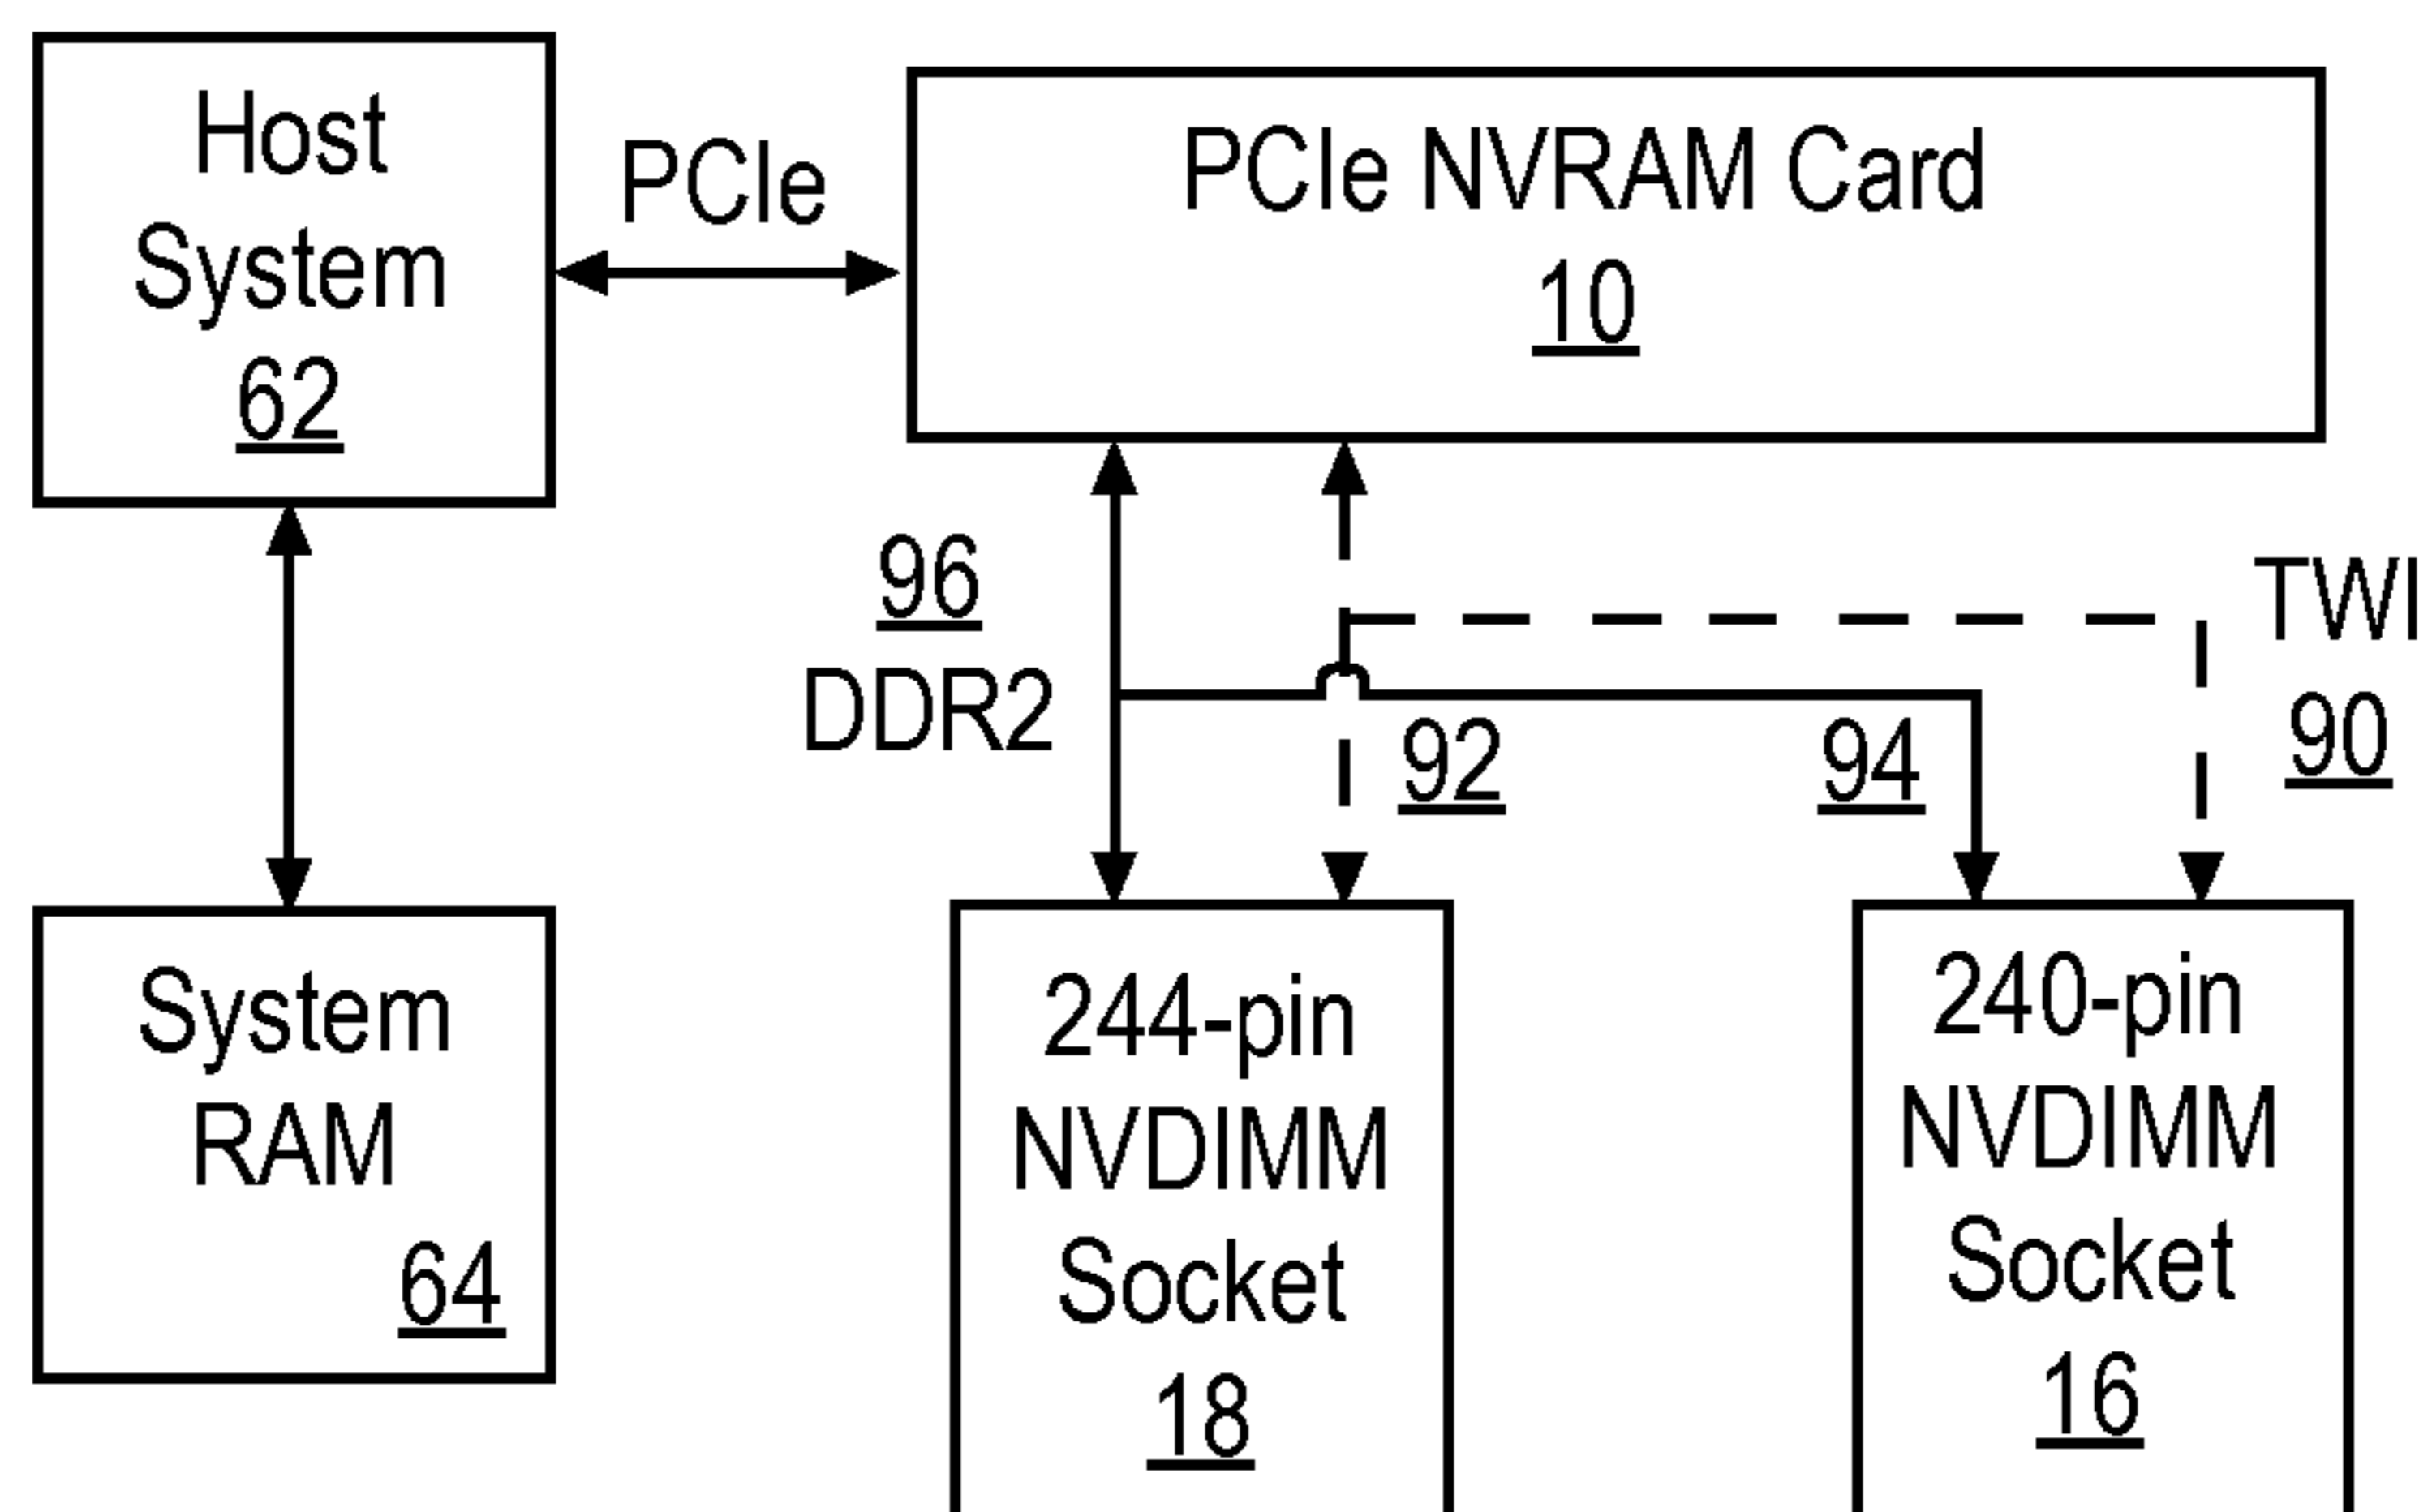 Host
System
62
PCIe
PCIe NVRAM Card
10
96
DDR2
92
94
TWI
90
System
RAM
64
244-pin
NVDIMM
Socket
18
240-pin
NVDIMM
Socket
16